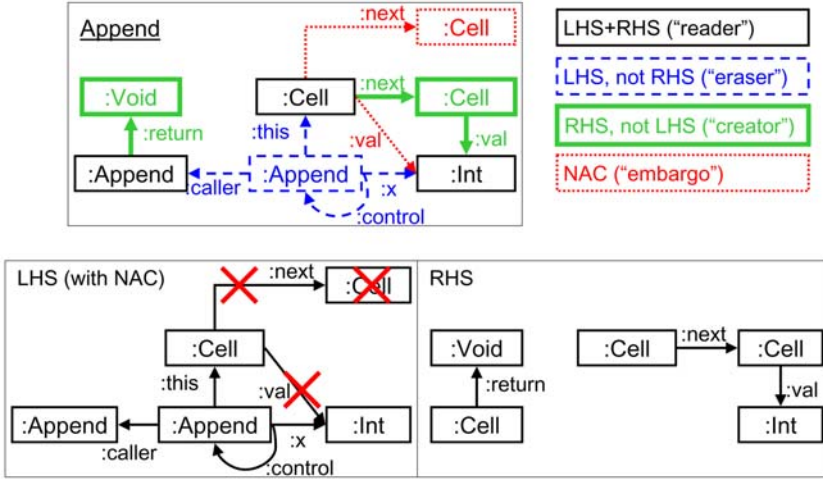 Append
:next
:Cell
:Void
:Cell
:next
:Cell
:return
:this
:val
:val
:Append
:caller
:Append
:x
:Int
:control
LHS+RHS (“reader”)
LHS, not RHS (“eraser”)
RHS, not LHS (“creator”)
NAC (“embargo”)
LHS (with NAC)
:next
:Cell
:Cell
:this
:val
:Append
:caller
:Append
:x
:Int
:control
RHS
:Void
:Cell
:next
:Cell
:return
:val
:Cell
:Int